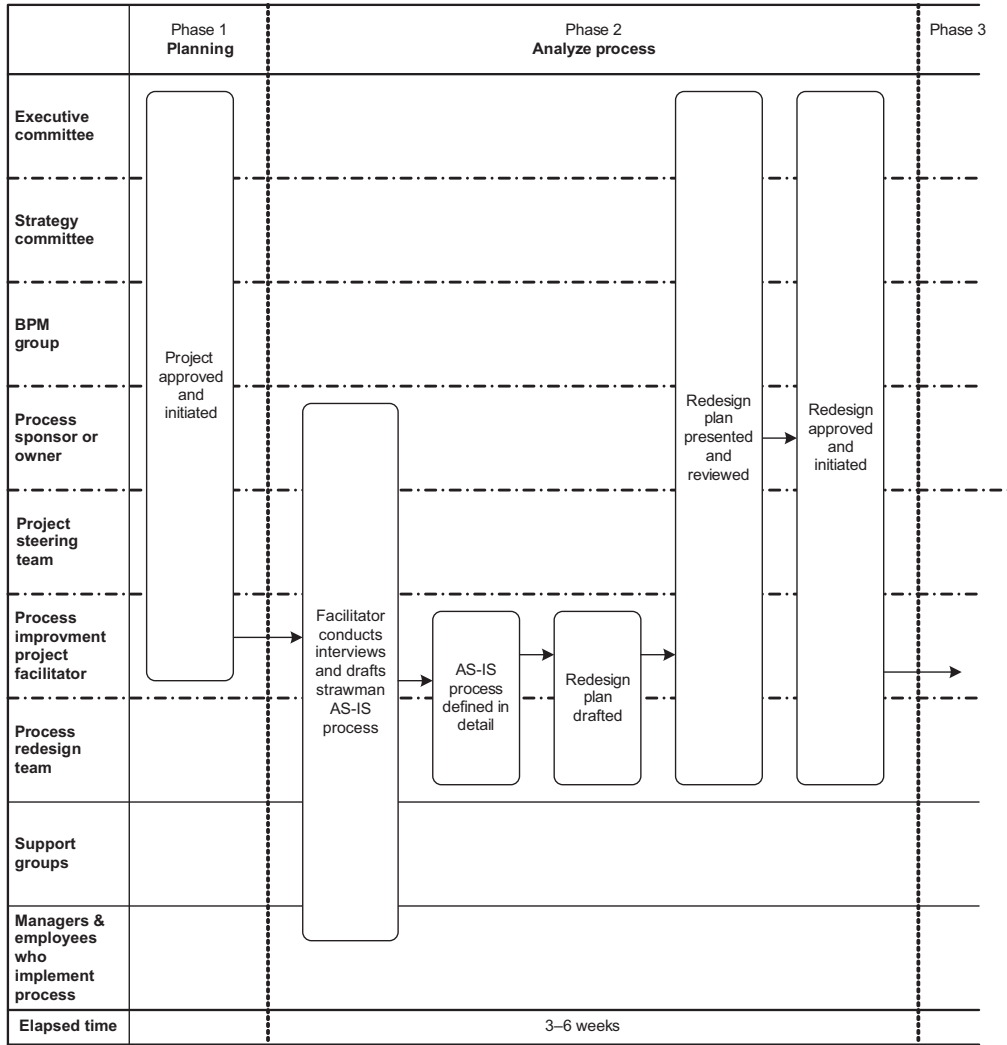 Phase 1
Planning
Phase 2
Analyze process
Phase 3
Executive
committee
Strategy
committee
BPM
group
Process
sponsor or
owner
Project
steering
team
Process
improvment
project
facilitator
Process
redesign
team
Support
groups
Managers &
employees
who
implement
process
Elapsed time
Project
approved
and
initiated
Facilitator
conducts
interviews
and drafts
strawman
AS-IS
process
AS-IS
process
defined in
detail
Redesign
plan
drafted
Redesign
plan
presented
and
reviewed
Redesign
approved
and
initiated
3–6 weeks